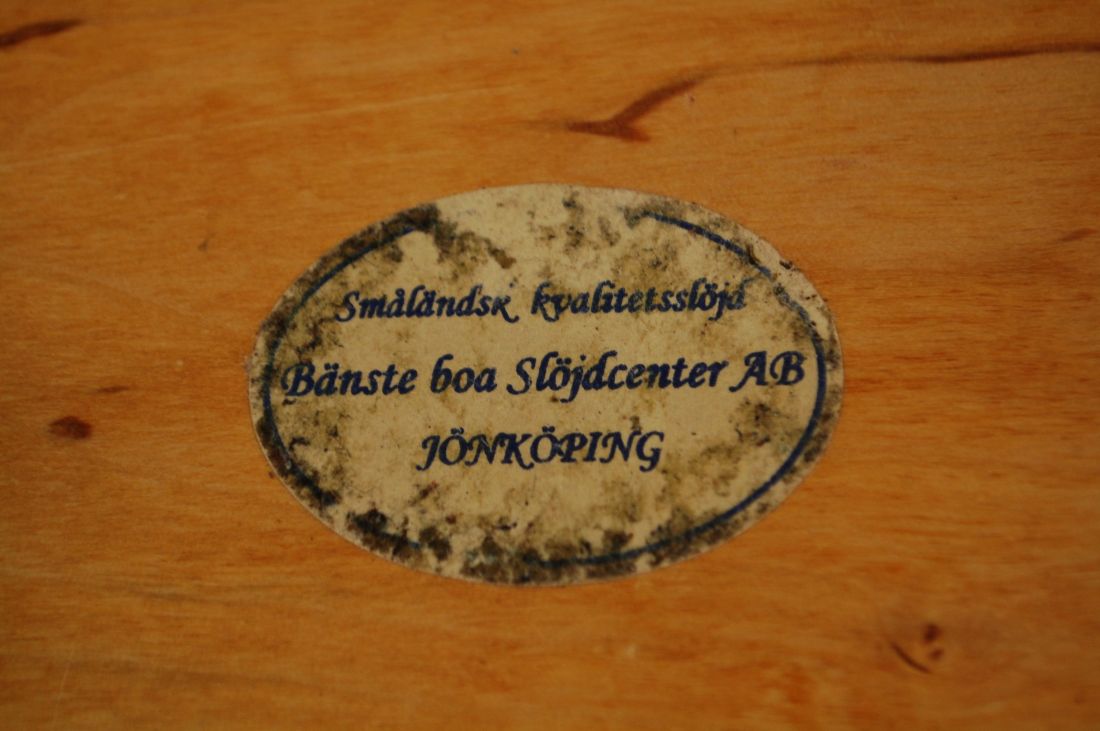 Småländsk kvalitetsslöjd
Bänste boa Slöjdcenter AB
JÖNKÖPING